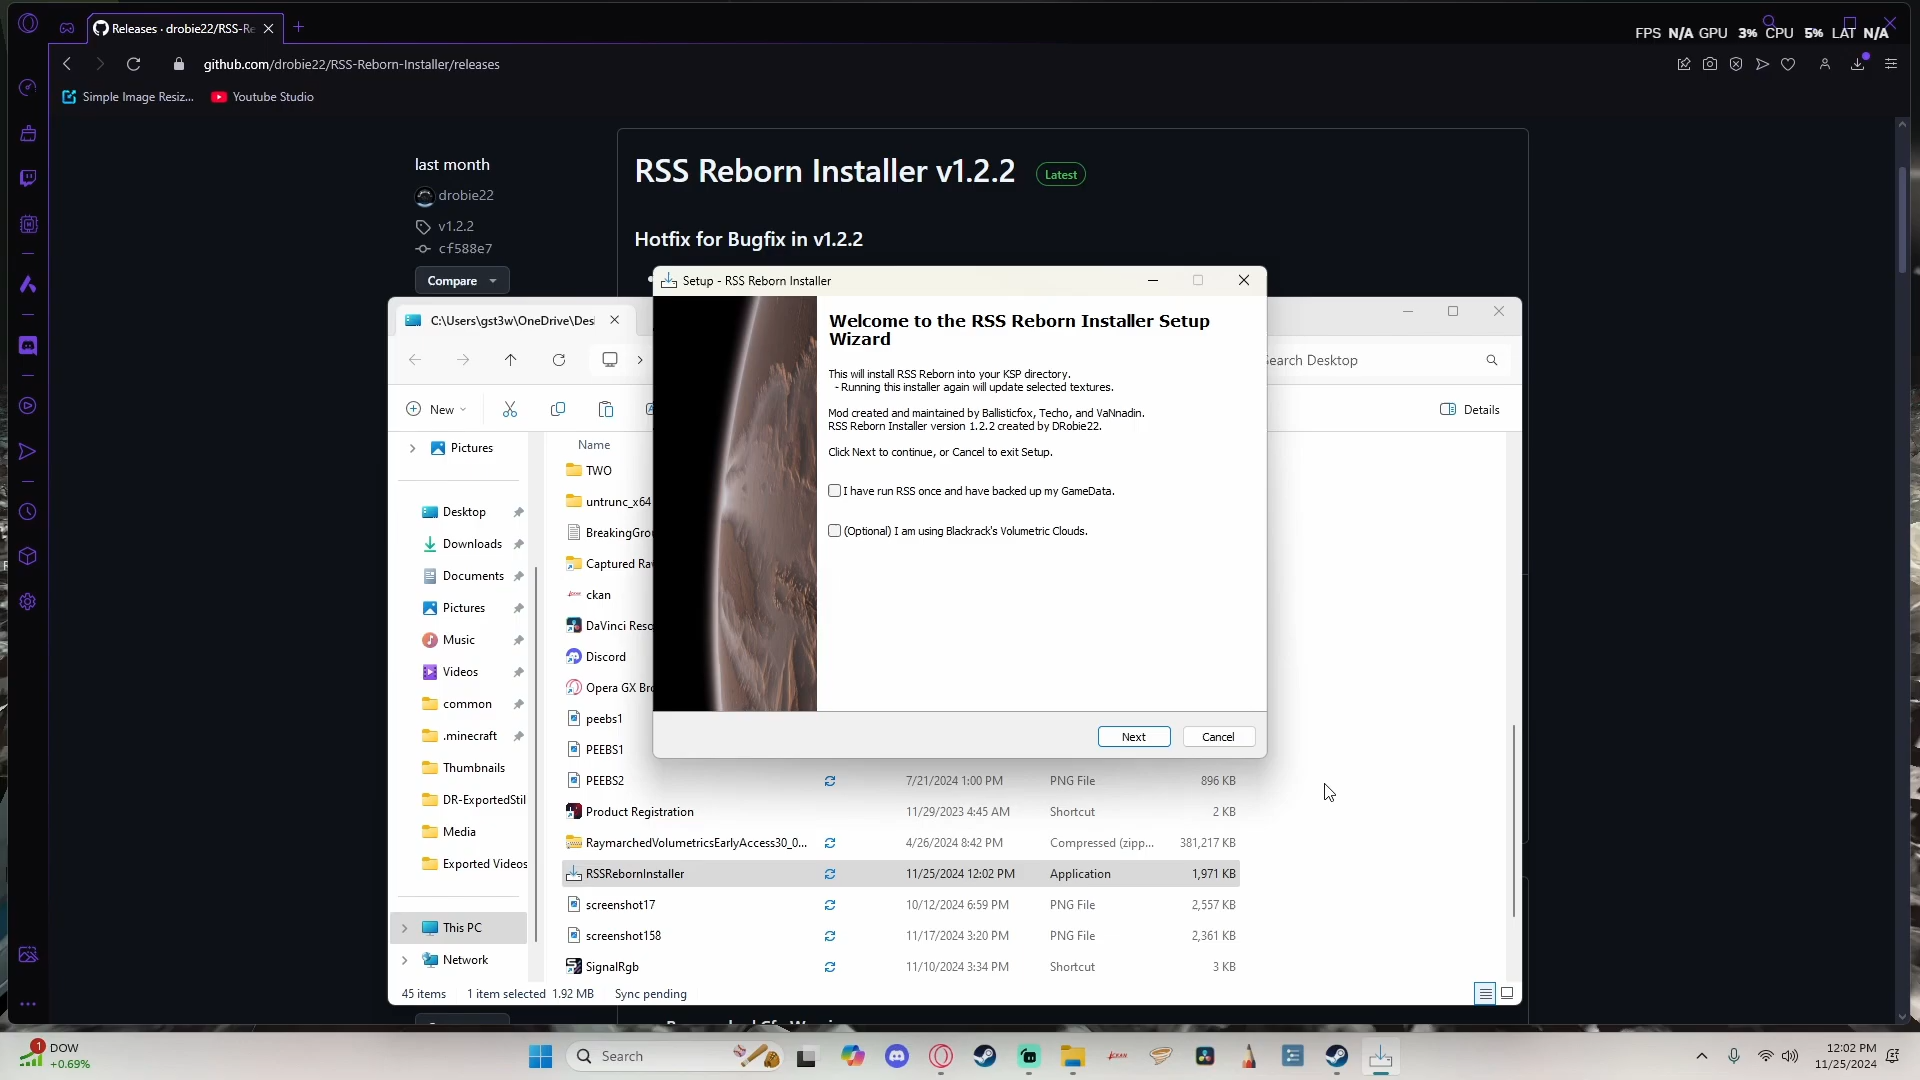 Releases · drobie22/RSS-Re
FPS N/A GPU 3% CPU 5% LAT N/A
github.com/drobie22/RSS-Reborn-Installer/releases
Simple Image Resiz...
Youtube Studio
last month
drobie22
v1.2.2
cf588e7
Compare
RSS Reborn Installer v1.2.2
Latest
Hotfix for Bugfix in v1.2.2
Setup - RSS Reborn Installer
Welcome to the RSS Reborn Installer Setup
Wizard
This will install RSS Reborn into your KSP directory.
- Running this installer again will update selected textures.
Mod created and maintained by Ballisticfox, Techo, and VaNnadin.
RSS Reborn Installer version 1.2.2 created by DRobie22.
Click Next to continue, or Cancel to exit Setup.
I have run RSS once and have backed up my GameData.
(Optional) I am using Blackrack's Volumetric Clouds.
Next
Cancel
C:\Users\gst3w\OneDrive\Des
Search Desktop
New
Details
Pictures
Desktop
Downloads
Documents
Pictures
Music
Videos
common
.minecraft
Thumbnails
DR-ExportedStil
Media
Exported Videos
This PC
Network
Name
TWO
untrunc_x64
BreakingGro
Captured Ra
ckan
DaVinci Reso
Discord
Opera GX Bro
peebs1
PEEBS1
PEEBS2 7/21/2024 1:00 PM PNG File 896 KB
Product Registration 11/29/2023 4:45 AM Shortcut 2 KB
RaymarchedVolumetricsEarlyAccess30_0... 4/26/2024 8:42 PM Compressed (zipp... 381,217 KB
RSSRebornInstaller 11/25/2024 12:02 PM Application 1,971 KB
screenshot17 10/12/2024 6:59 PM PNG File 2,557 KB
screenshot158 11/17/2024 3:20 PM PNG File 2,361 KB
SignalRgb 11/10/2024 3:34 PM Shortcut 3 KB
45 items 1 item selected 1.92 MB Sync pending
1
DOW
+0.69%
Search
12:02 PM
11/25/2024